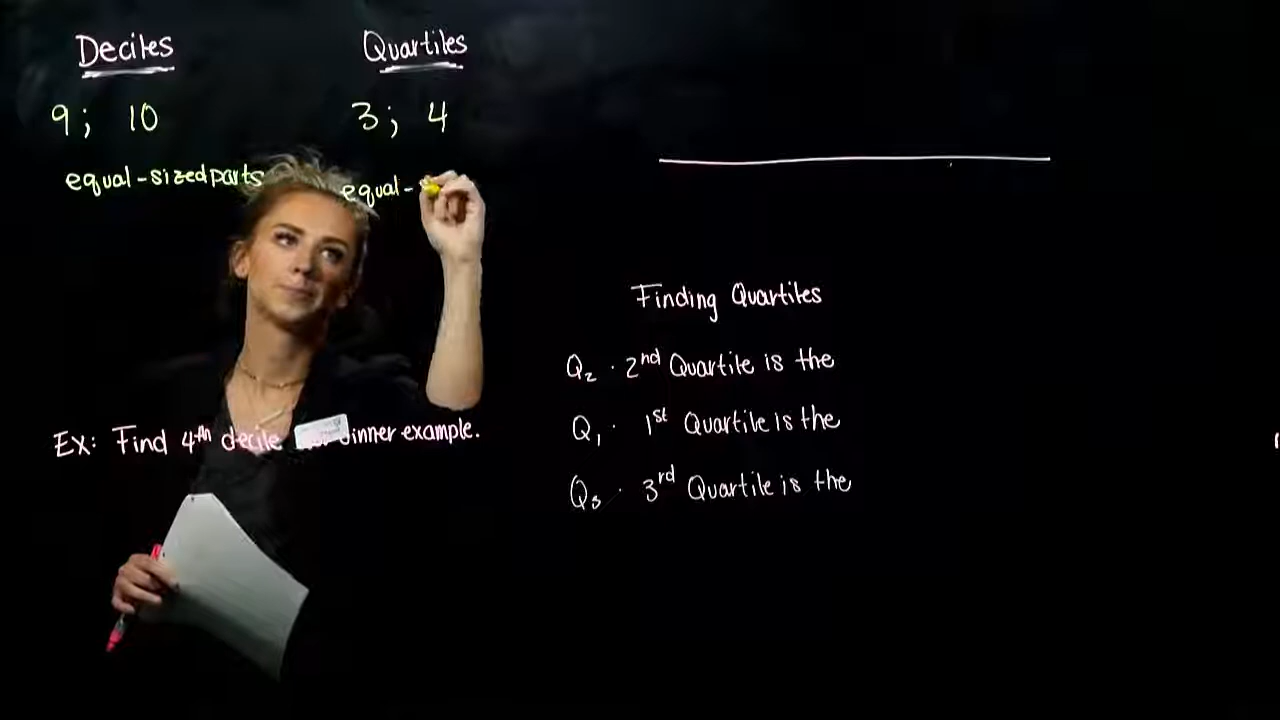 Deciles
Quartiles
9; 10
3; 4
equal-sized parts
equal-
Finding Quartiles
Q₂ · 2nd Quartile is the
Q₁ · 1st Quartile is the
Q₃ · 3rd Quartile is the
Ex: Find 4th decile dinner example.